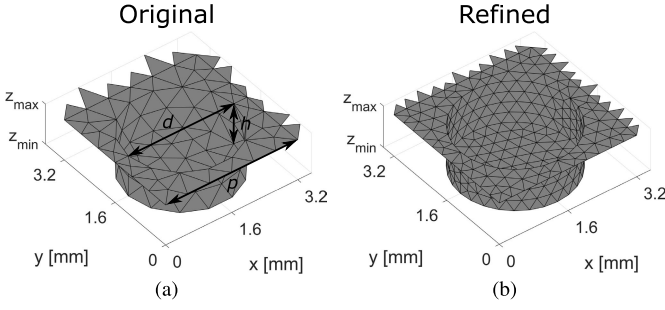 Original
z_max
z_min
3.2
1.6
0
y [mm]
d
h
p
0
1.6
3.2
x [mm]
(a)
Refined
z_max
z_min
3.2
1.6
0
y [mm]
0
1.6
3.2
x [mm]
(b)